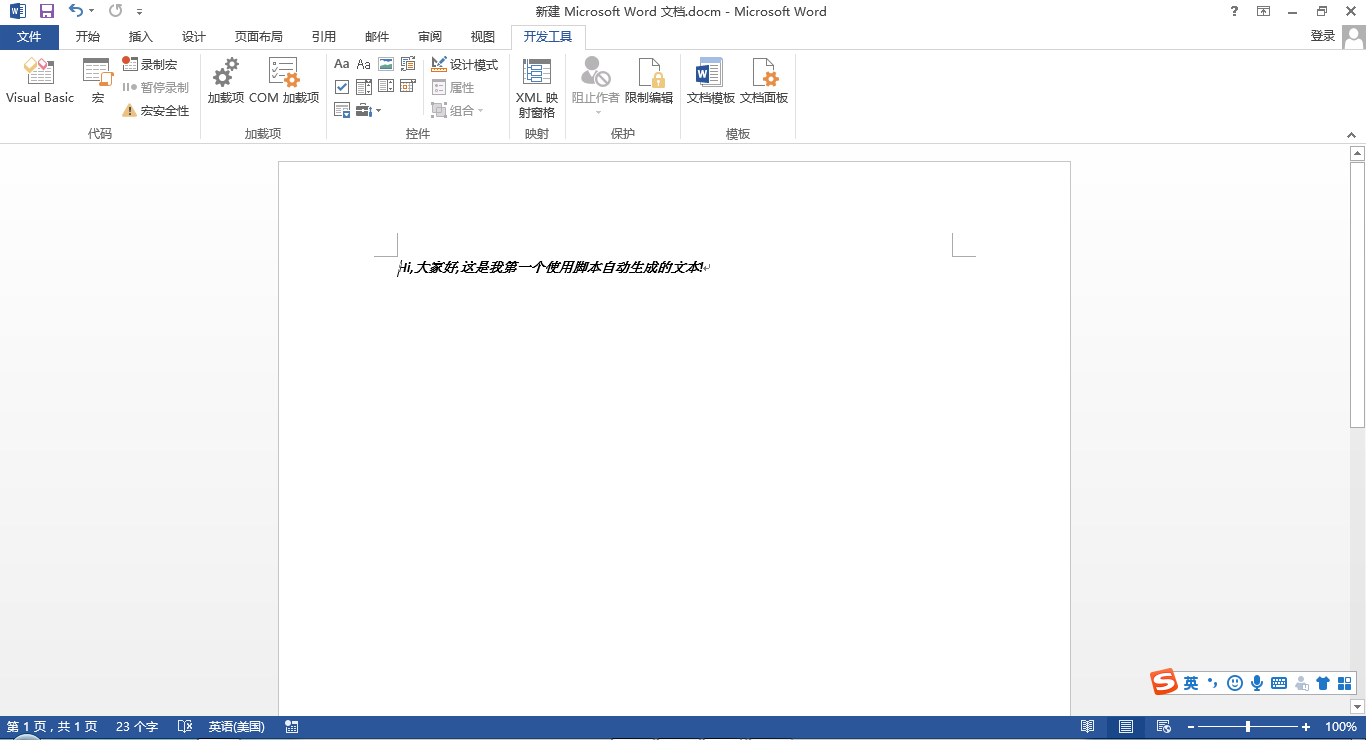 新建 Microsoft Word 文档.docm - Microsoft Word
文件 开始 插入 设计 页面布局 引用 邮件 审阅 视图 开发工具 登录
Visual Basic
宏
录制宏
暂停录制
宏安全性
代码
加载项 COM 加载项
加载项
Aa Aa
设计模式
属性
组合
控件
XML 映
射窗格
映射
阻止作者 限制编辑
保护
文档模板 文档面板
模板
Hi,大家好,这是我第一个使用脚本自动生成的文本!
英
第 1 页 , 共 1 页 23 个字 英语(美国) 100%